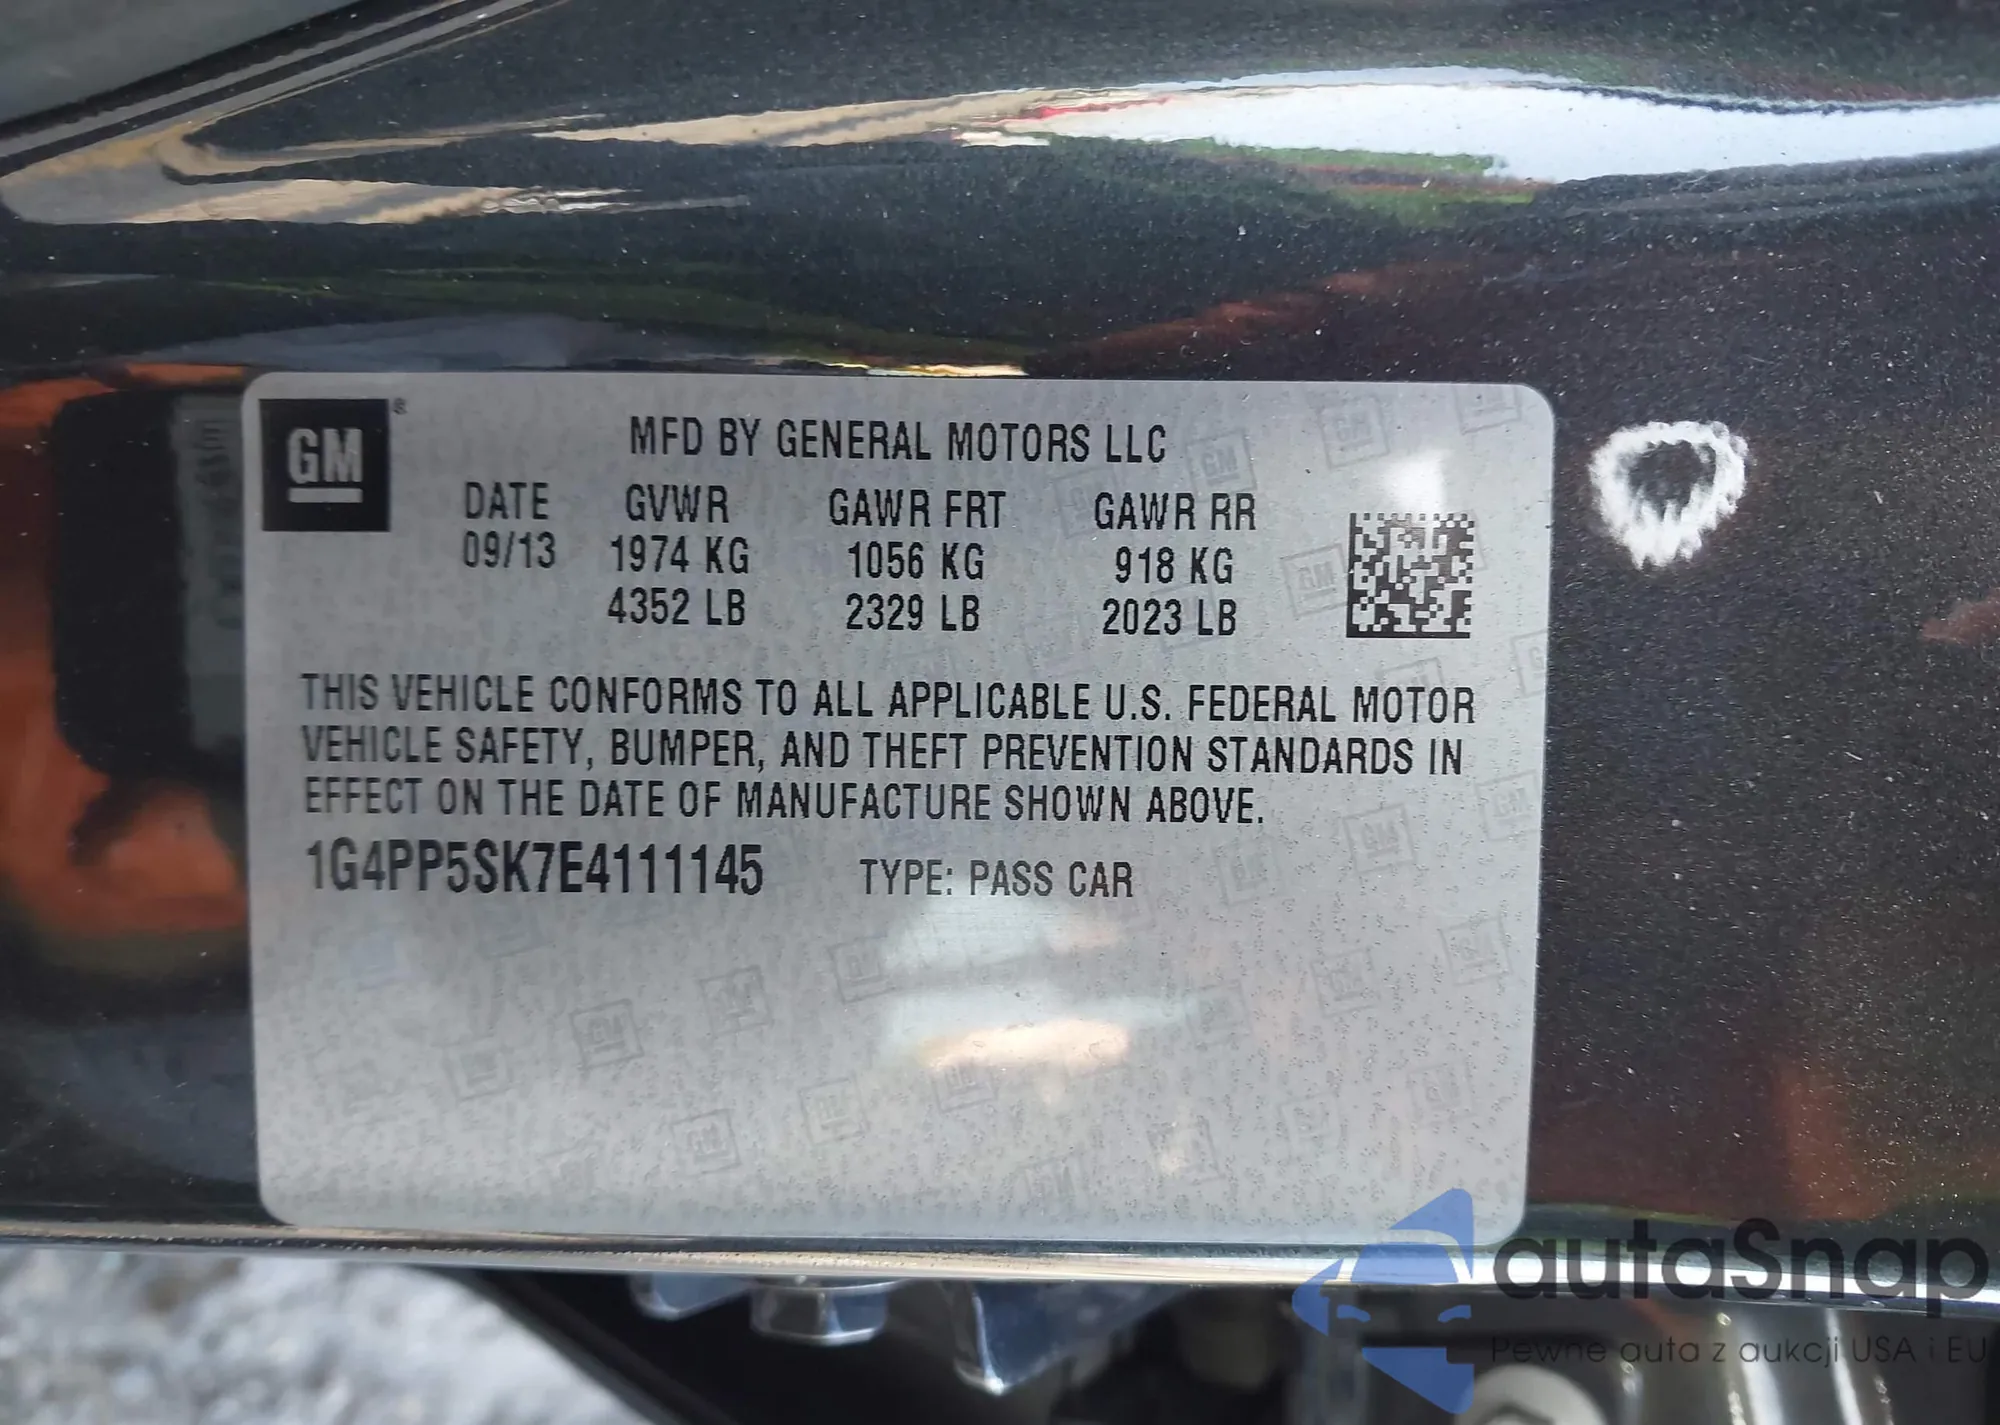 GM®
MFD BY GENERAL MOTORS LLC
DATE GVWR GAWR FRT GAWR RR
09/13 1974 KG 1056 KG 918 KG
4352 LB 2329 LB 2023 LB
THIS VEHICLE CONFORMS TO ALL APPLICABLE U.S. FEDERAL MOTOR
VEHICLE SAFETY, BUMPER, AND THEFT PREVENTION STANDARDS IN
EFFECT ON THE DATE OF MANUFACTURE SHOWN ABOVE.
1G4PP5SK7E4111145 TYPE: PASS CAR
autaSnap
Pewne auta z aukcji USA i EU